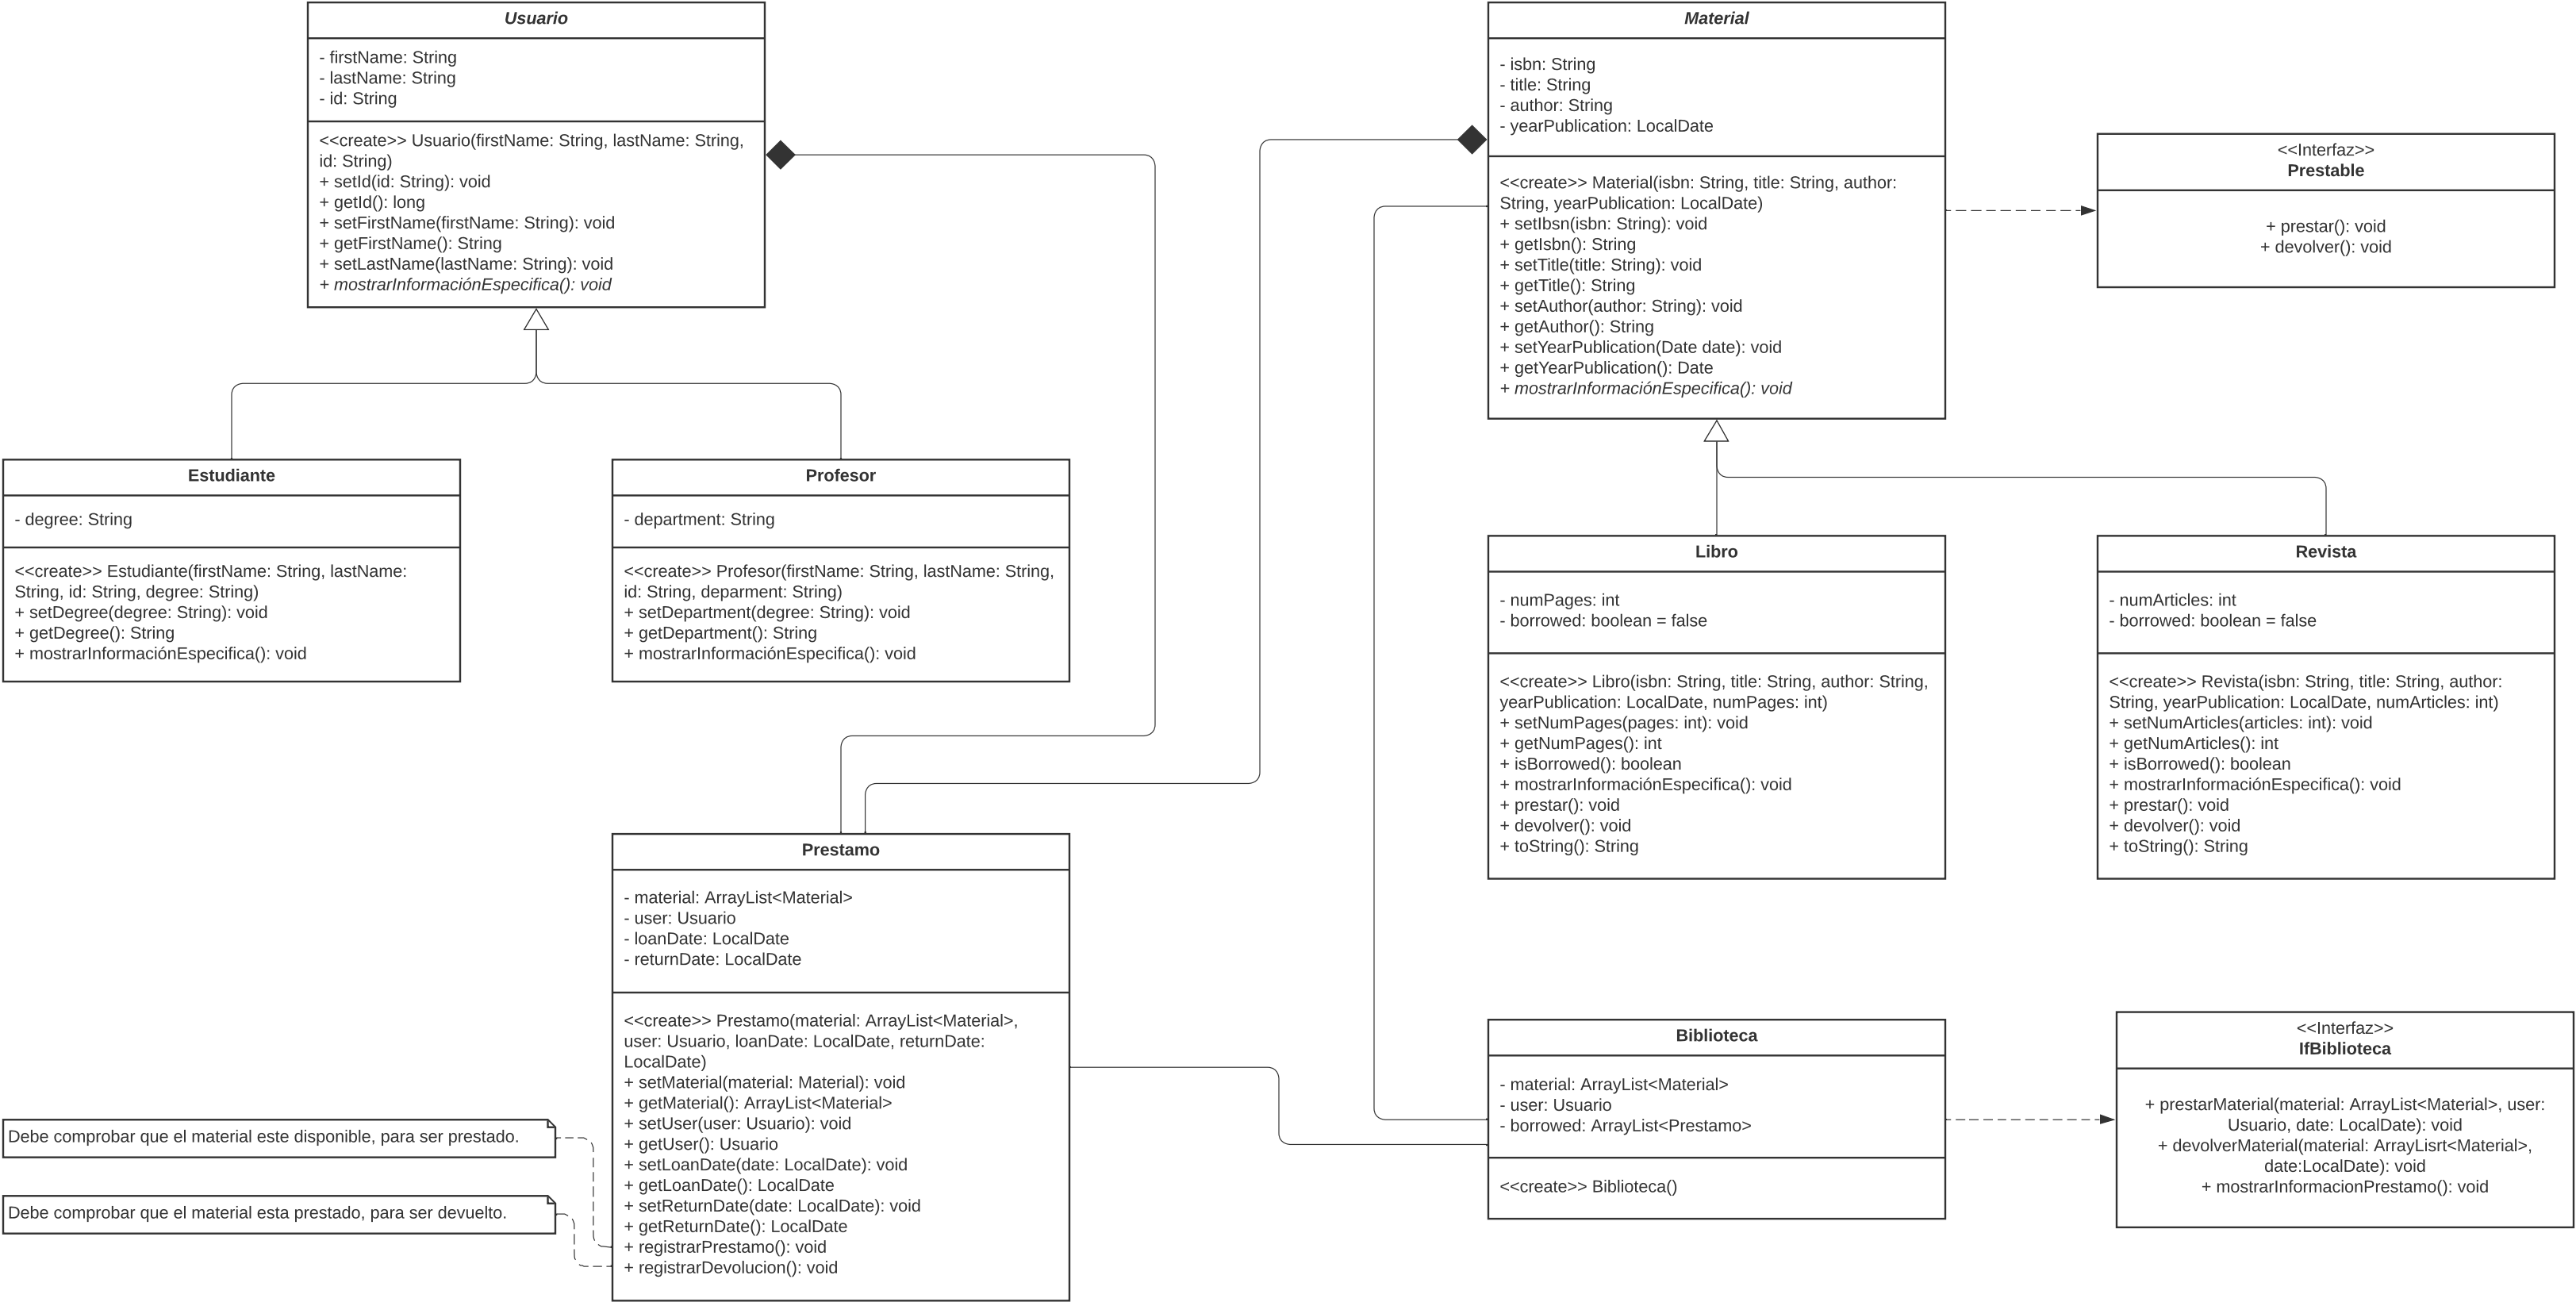 Usuario
- firstName: String
- lastName: String
- id: String
<<create>> Usuario(firstName: String, lastName: String,
id: String)
+ setId(id: String): void
+ getId(): long
+ setFirstName(firstName: String): void
+ getFirstName(): String
+ setLastName(lastName: String): void
+ mostrarInformaciónEspecifica(): void
Material
- isbn: String
- title: String
- author: String
- yearPublication: LocalDate
<<create>> Material(isbn: String, title: String, author:
String, yearPublication: LocalDate)
+ setIbsn(isbn: String): void
+ getIsbn(): String
+ setTitle(title: String): void
+ getTitle(): String
+ setAuthor(author: String): void
+ getAuthor(): String
+ setYearPublication(Date date): void
+ getYearPublication(): Date
+ mostrarInformaciónEspecifica(): void
<<Interfaz>>
Prestable
+ prestar(): void
+ devolver(): void
Estudiante
- degree: String
<<create>> Estudiante(firstName: String, lastName:
String, id: String, degree: String)
+ setDegree(degree: String): void
+ getDegree(): String
+ mostrarInformaciónEspecifica(): void
Profesor
- department: String
<<create>> Profesor(firstName: String, lastName: String,
id: String, deparment: String)
+ setDepartment(degree: String): void
+ getDepartment(): String
+ mostrarInformaciónEspecifica(): void
Libro
- numPages: int
- borrowed: boolean = false
<<create>> Libro(isbn: String, title: String, author: String,
yearPublication: LocalDate, numPages: int)
+ setNumPages(pages: int): void
+ getNumPages(): int
+ isBorrowed(): boolean
+ mostrarInformaciónEspecifica(): void
+ prestar(): void
+ devolver(): void
+ toString(): String
Revista
- numArticles: int
- borrowed: boolean = false
<<create>> Revista(isbn: String, title: String, author:
String, yearPublication: LocalDate, numArticles: int)
+ setNumArticles(articles: int): void
+ getNumArticles(): int
+ isBorrowed(): boolean
+ mostrarInformaciónEspecifica(): void
+ prestar(): void
+ devolver(): void
+ toString(): String
Prestamo
- material: ArrayList<Material>
- user: Usuario
- loanDate: LocalDate
- returnDate: LocalDate
<<create>> Prestamo(material: ArrayList<Material>,
user: Usuario, loanDate: LocalDate, returnDate:
LocalDate)
+ setMaterial(material: Material): void
+ getMaterial(): ArrayList<Material>
+ setUser(user: Usuario): void
+ getUser(): Usuario
+ setLoanDate(date: LocalDate): void
+ getLoanDate(): LocalDate
+ setReturnDate(date: LocalDate): void
+ getReturnDate(): LocalDate
+ registrarPrestamo(): void
+ registrarDevolucion(): void
Debe comprobar que el material este disponible, para ser prestado.
Debe comprobar que el material esta prestado, para ser devuelto.
Biblioteca
- material: ArrayList<Material>
- user: Usuario
- borrowed: ArrayList<Prestamo>
<<create>> Biblioteca()
<<Interfaz>>
IfBiblioteca
+ prestarMaterial(material: ArrayList<Material>, user:
Usuario, date: LocalDate): void
+ devolverMaterial(material: ArrayLisrt<Material>,
date:LocalDate): void
+ mostrarInformacionPrestamo(): void